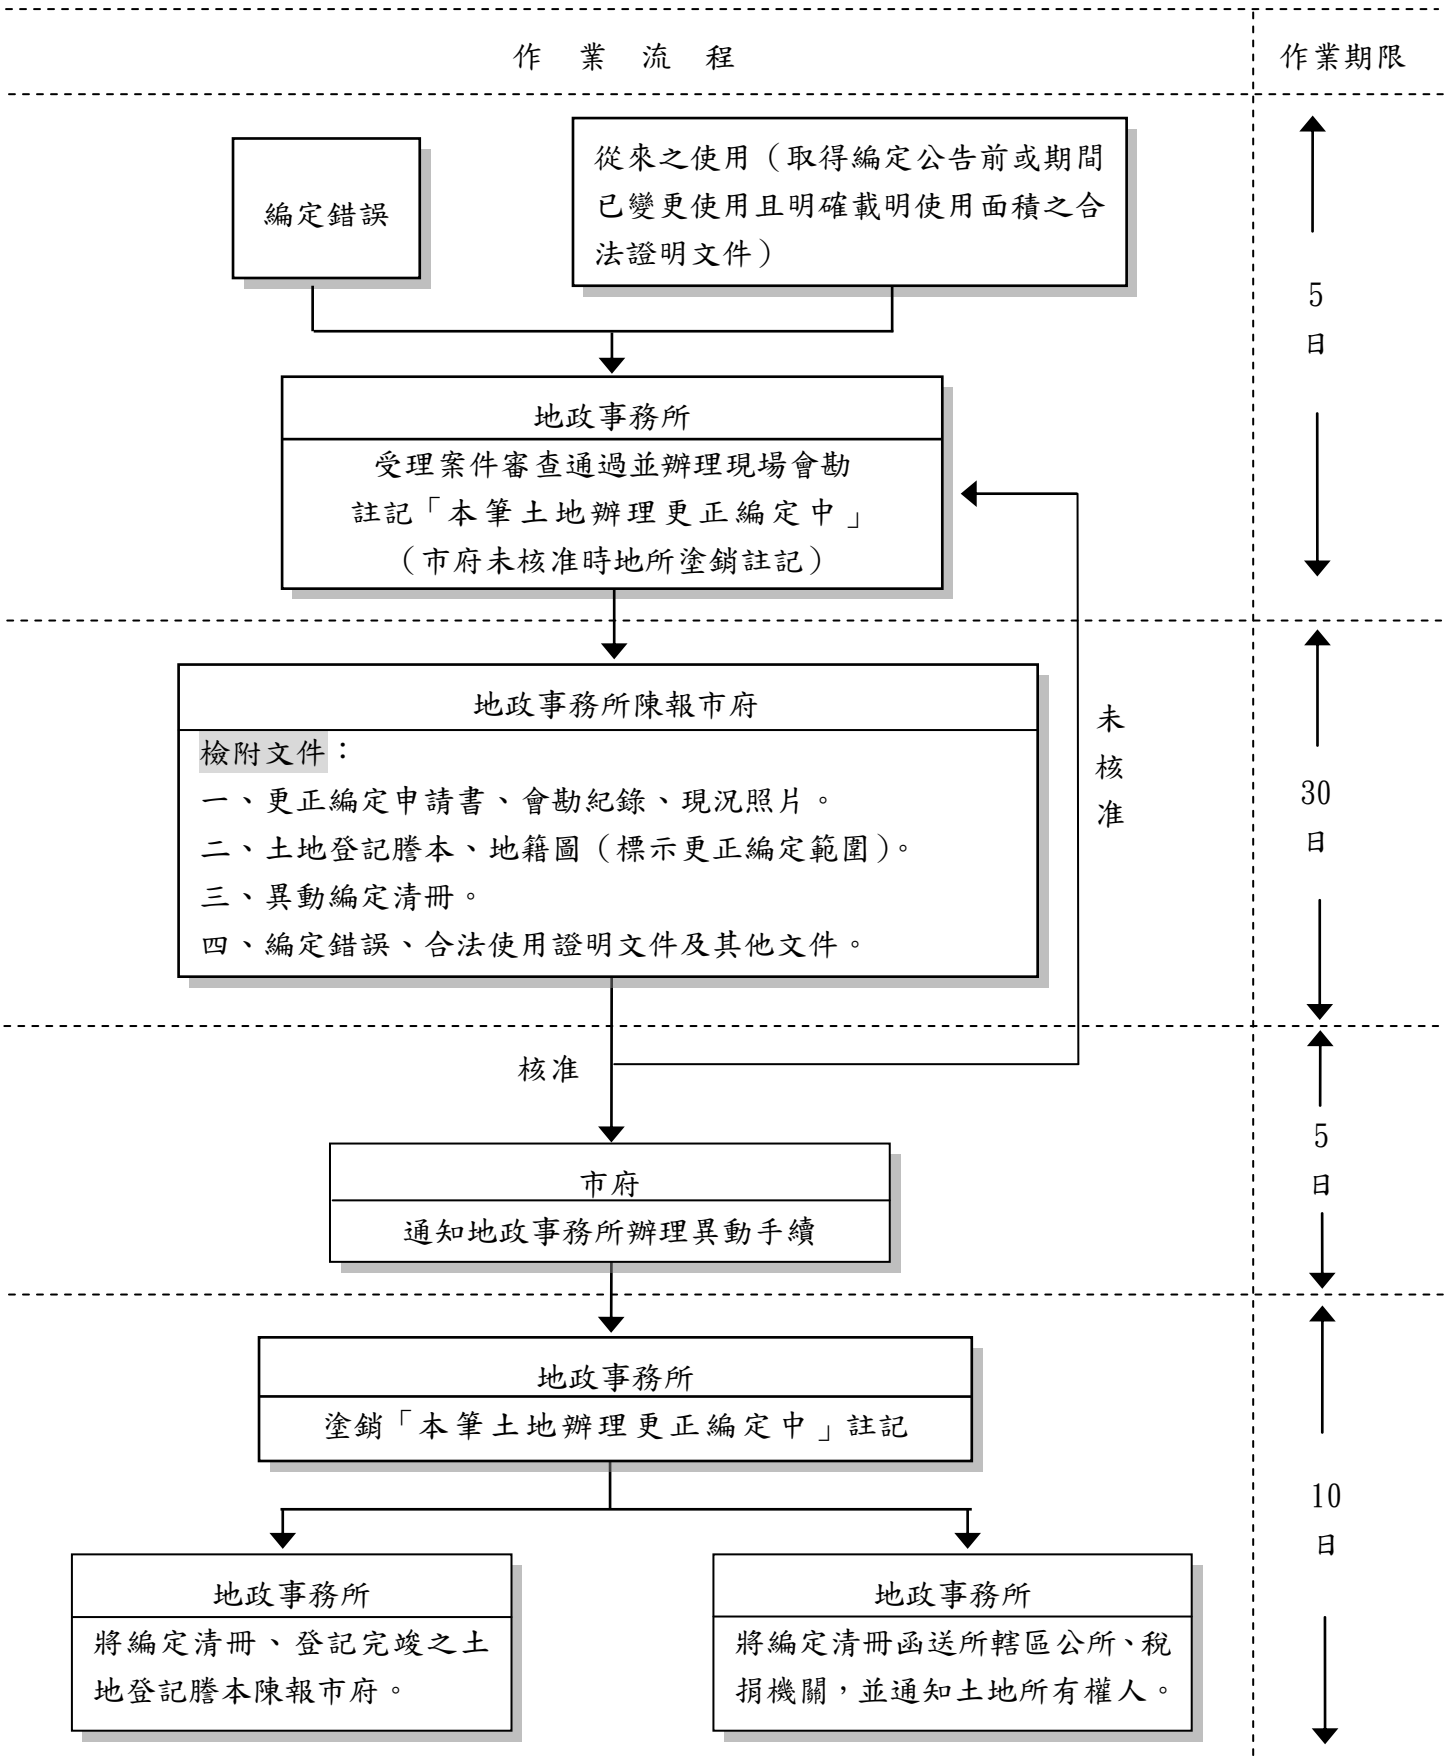 作 業 流 程
作業期限
編定錯誤
從來之使用（取得編定公告前或期間
已變更使用且明確載明使用面積之合
法證明文件）
5
日
地政事務所
受理案件審查通過並辦理現場會勘
註記「本筆土地辦理更正編定中」
（市府未核准時地所塗銷註記）
地政事務所陳報市府
檢附文件：
一、更正編定申請書、會勘紀錄、現況照片。
二、土地登記謄本、地籍圖（標示更正編定範圍）。
三、異動編定清冊。
四、編定錯誤、合法使用證明文件及其他文件。
未
核
准
30
日
核准
市府
通知地政事務所辦理異動手續
5
日
地政事務所
塗銷「本筆土地辦理更正編定中」註記
地政事務所
將編定清冊、登記完竣之土
地登記謄本陳報市府。
地政事務所
將編定清冊函送所轄區公所、稅
捐機關，並通知土地所有權人。
10
日